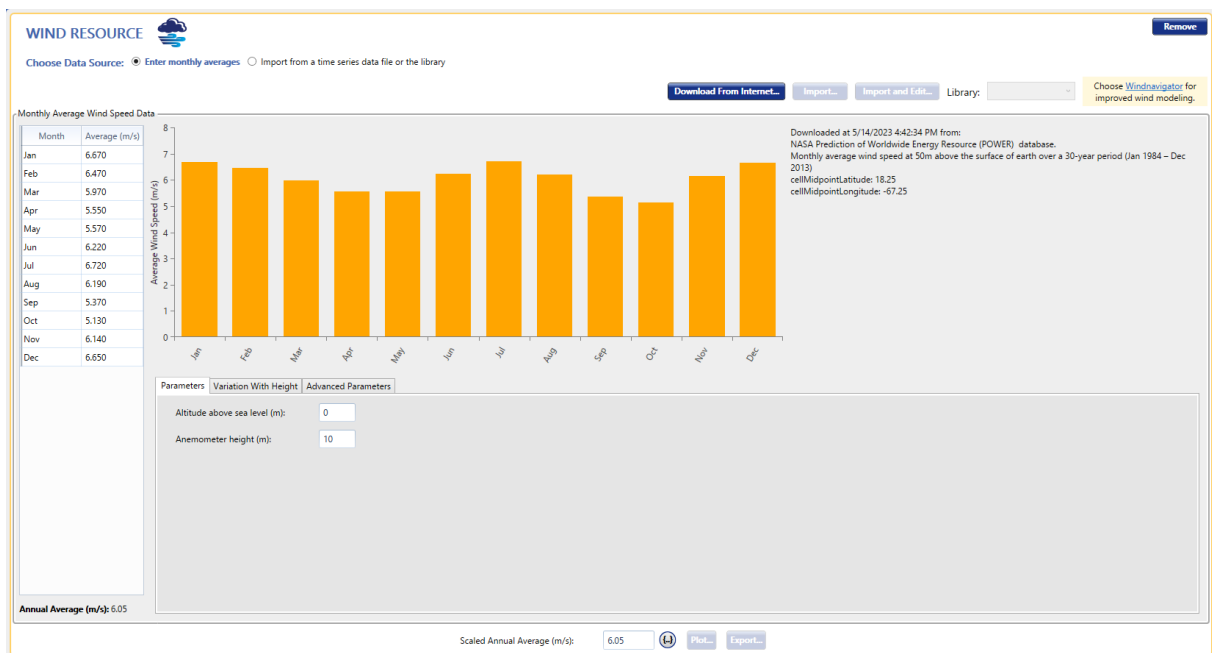 WIND RESOURCE
Remove
Choose Data Source: Enter monthly averages Import from a time series data file or the library
Download From Internet... Import... Import and Edit... Library:
Choose Windnavigator for
improved wind modeling.
Monthly Average Wind Speed Data
Month Average (m/s)
Jan 6.670
Feb 6.470
Mar 5.970
Apr 5.550
May 5.570
Jun 6.220
Jul 6.720
Aug 6.190
Sep 5.370
Oct 5.130
Nov 6.140
Dec 6.650
Annual Average (m/s): 6.05
Average Wind Speed (m/s)
8
7
6
5
4
3
2
1
0
Jan Feb Mar Apr May Jun Jul Aug Sep Oct Nov Dec
Downloaded at 5/14/2023 4:42:34 PM from:
NASA Prediction of Worldwide Energy Resource (POWER) database.
Monthly average wind speed at 50m above the surface of earth over a 30-year period (Jan 1984 – Dec
2013)
cellMidpointLatitude: 18.25
cellMidpointLongitude: -67.25
Parameters Variation With Height Advanced Parameters
Altitude above sea level (m): 0
Anemometer height (m): 10
Scaled Annual Average (m/s): 6.05 {..} Plot... Export...